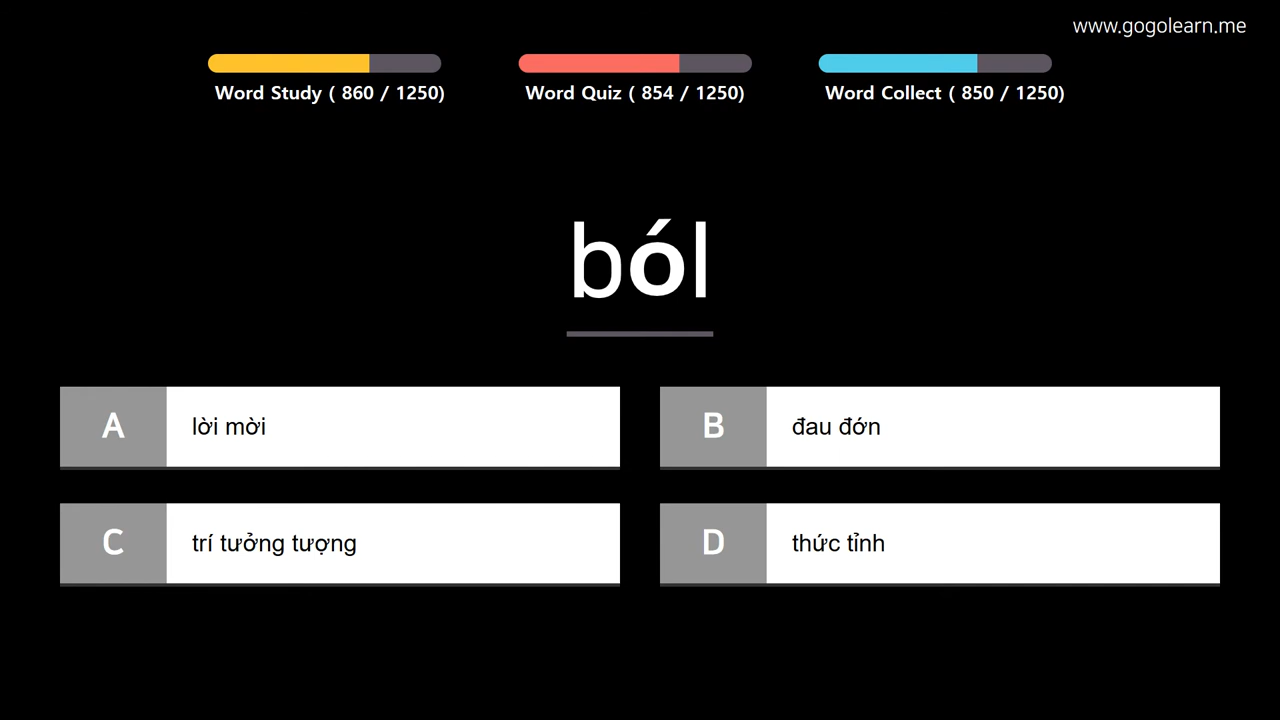 www.gogolearn.me
Word Study ( 860 / 1250)
Word Quiz ( 854 / 1250)
Word Collect ( 850 / 1250)
ból
A lời mời
B đau đớn
C trí tưởng tượng
D thức tỉnh